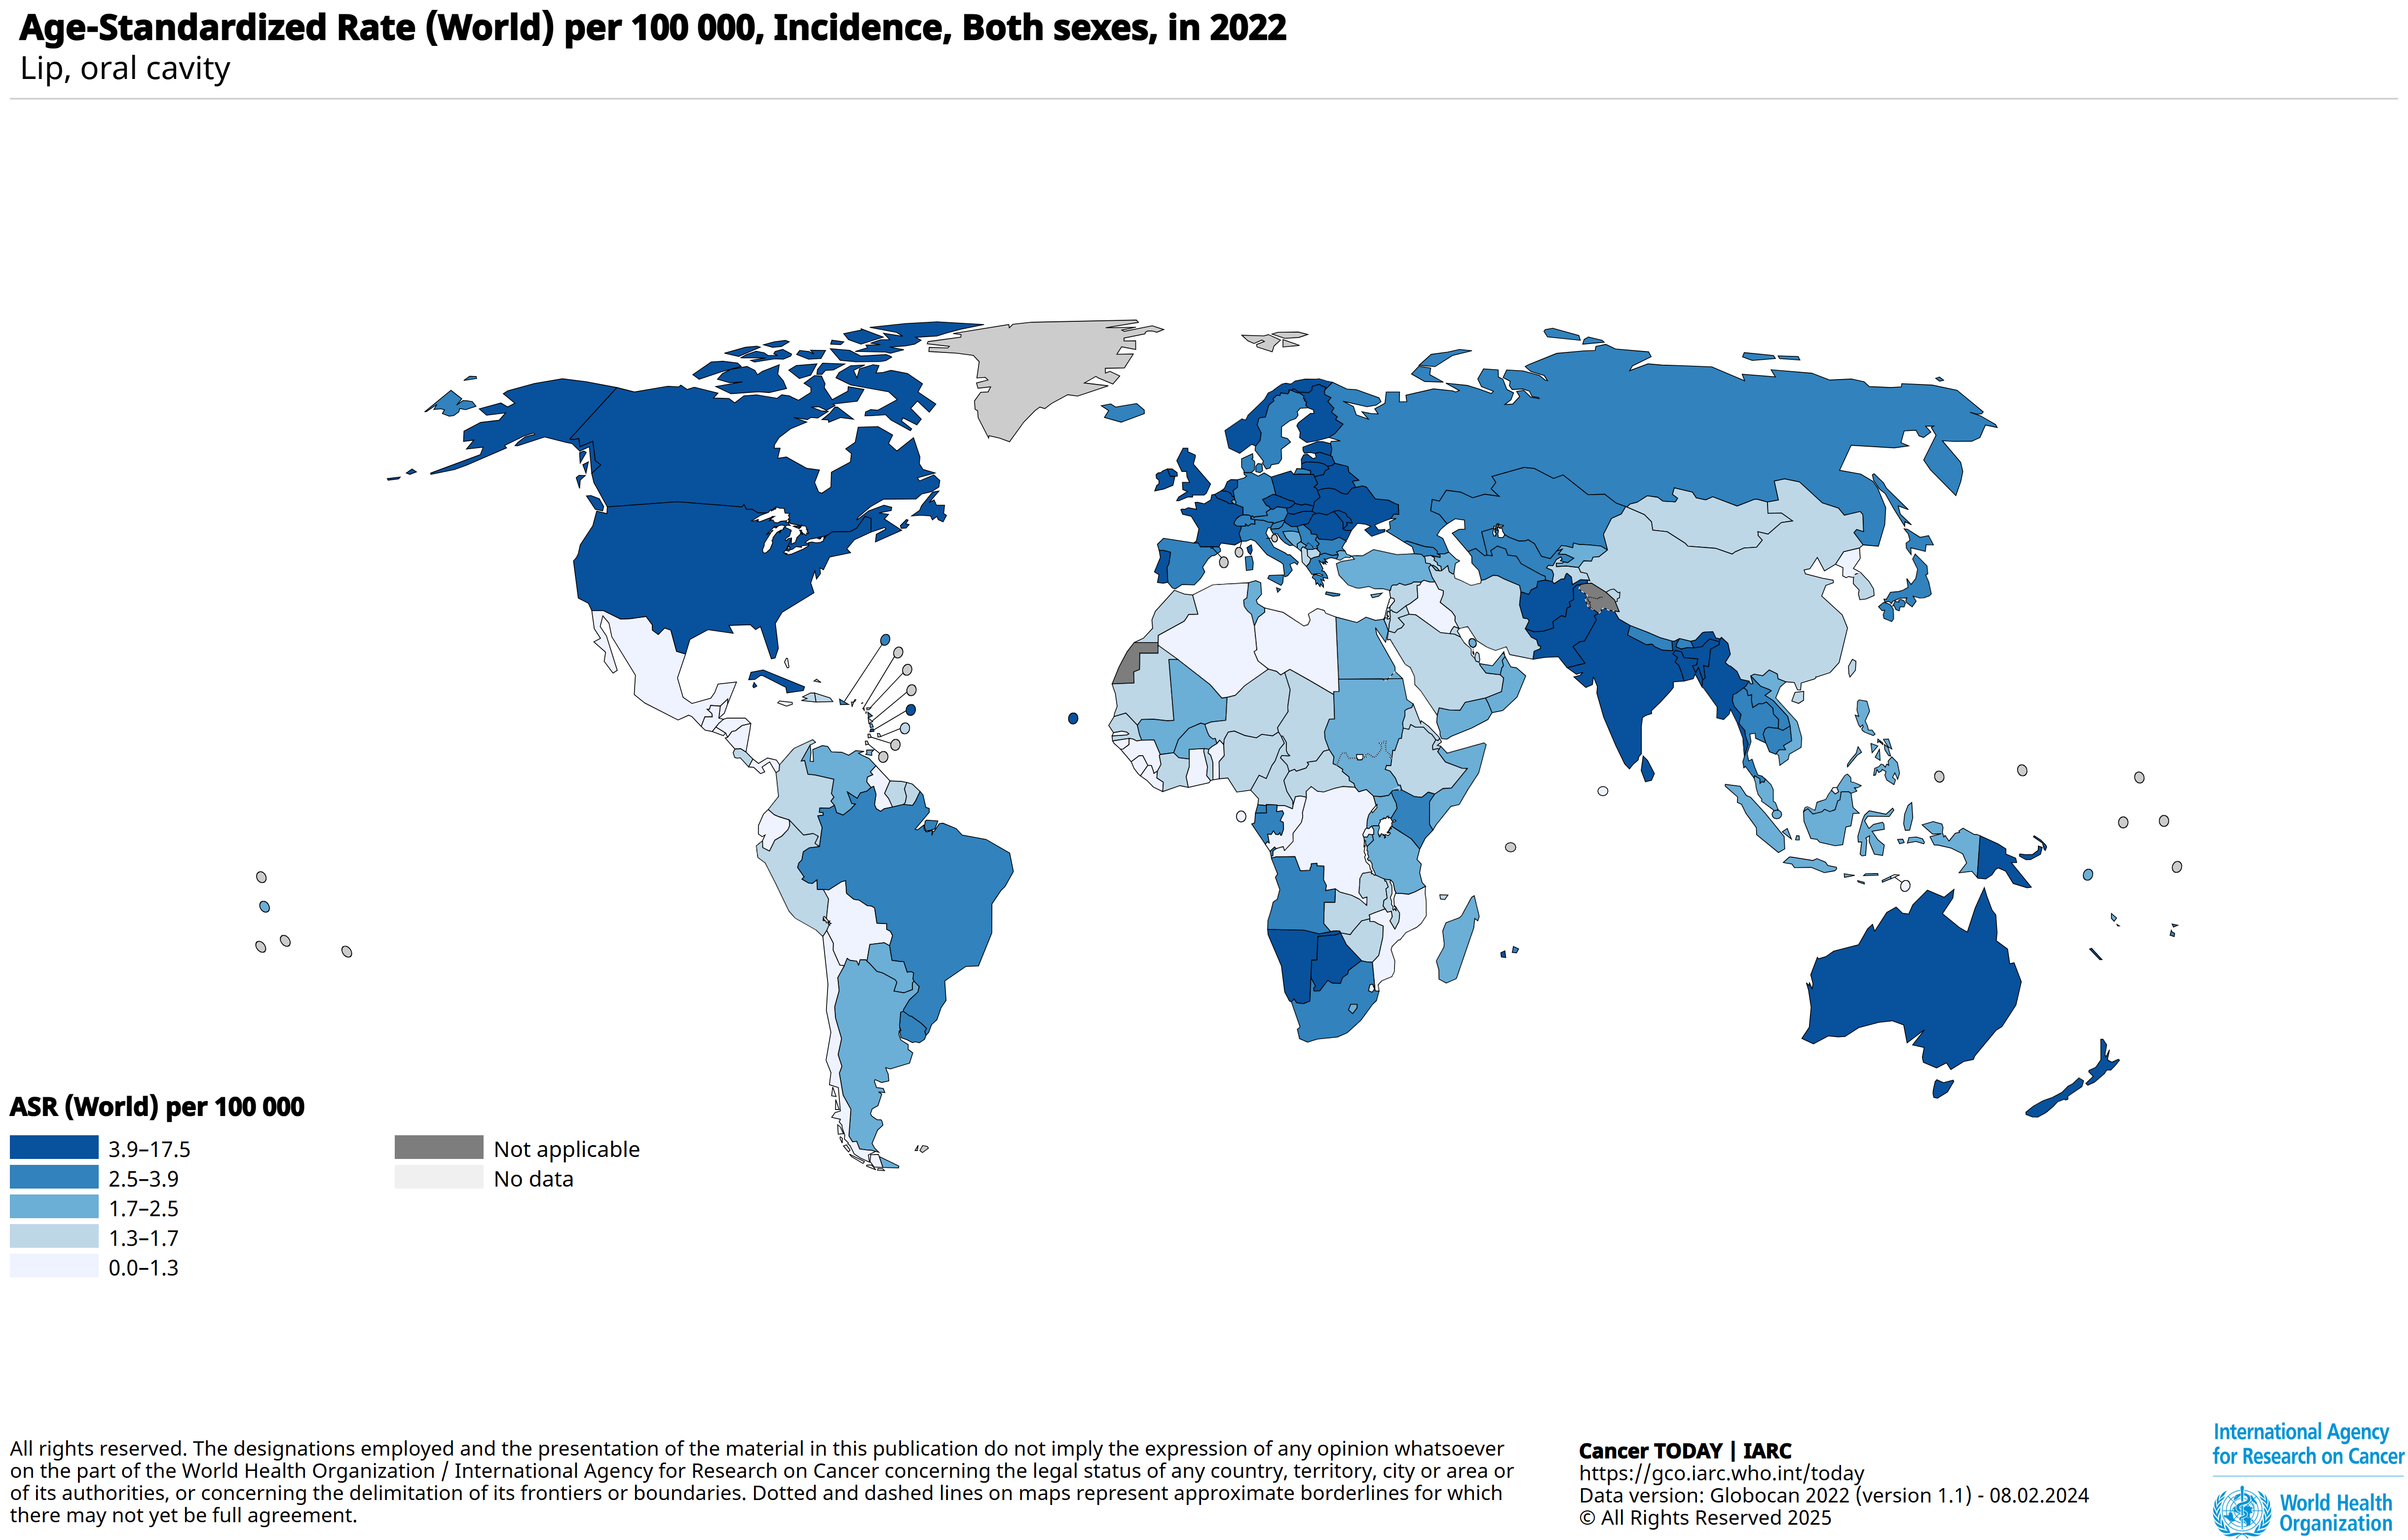 Age-Standardized Rate (World) per 100 000, Incidence, Both sexes, in 2022
Lip, oral cavity
ASR (World) per 100 000
3.9–17.5
2.5–3.9
1.7–2.5
1.3–1.7
0.0–1.3
Not applicable
No data
All rights reserved. The designations employed and the presentation of the material in this publication do not imply the expression of any opinion whatsoever
on the part of the World Health Organization / International Agency for Research on Cancer concerning the legal status of any country, territory, city or area or
of its authorities, or concerning the delimitation of its frontiers or boundaries. Dotted and dashed lines on maps represent approximate borderlines for which
there may not yet be full agreement.
Cancer TODAY | IARC
https://gco.iarc.who.int/today
Data version: Globocan 2022 (version 1.1) - 08.02.2024
© All Rights Reserved 2025
International Agency
for Research on Cancer
World Health
Organization